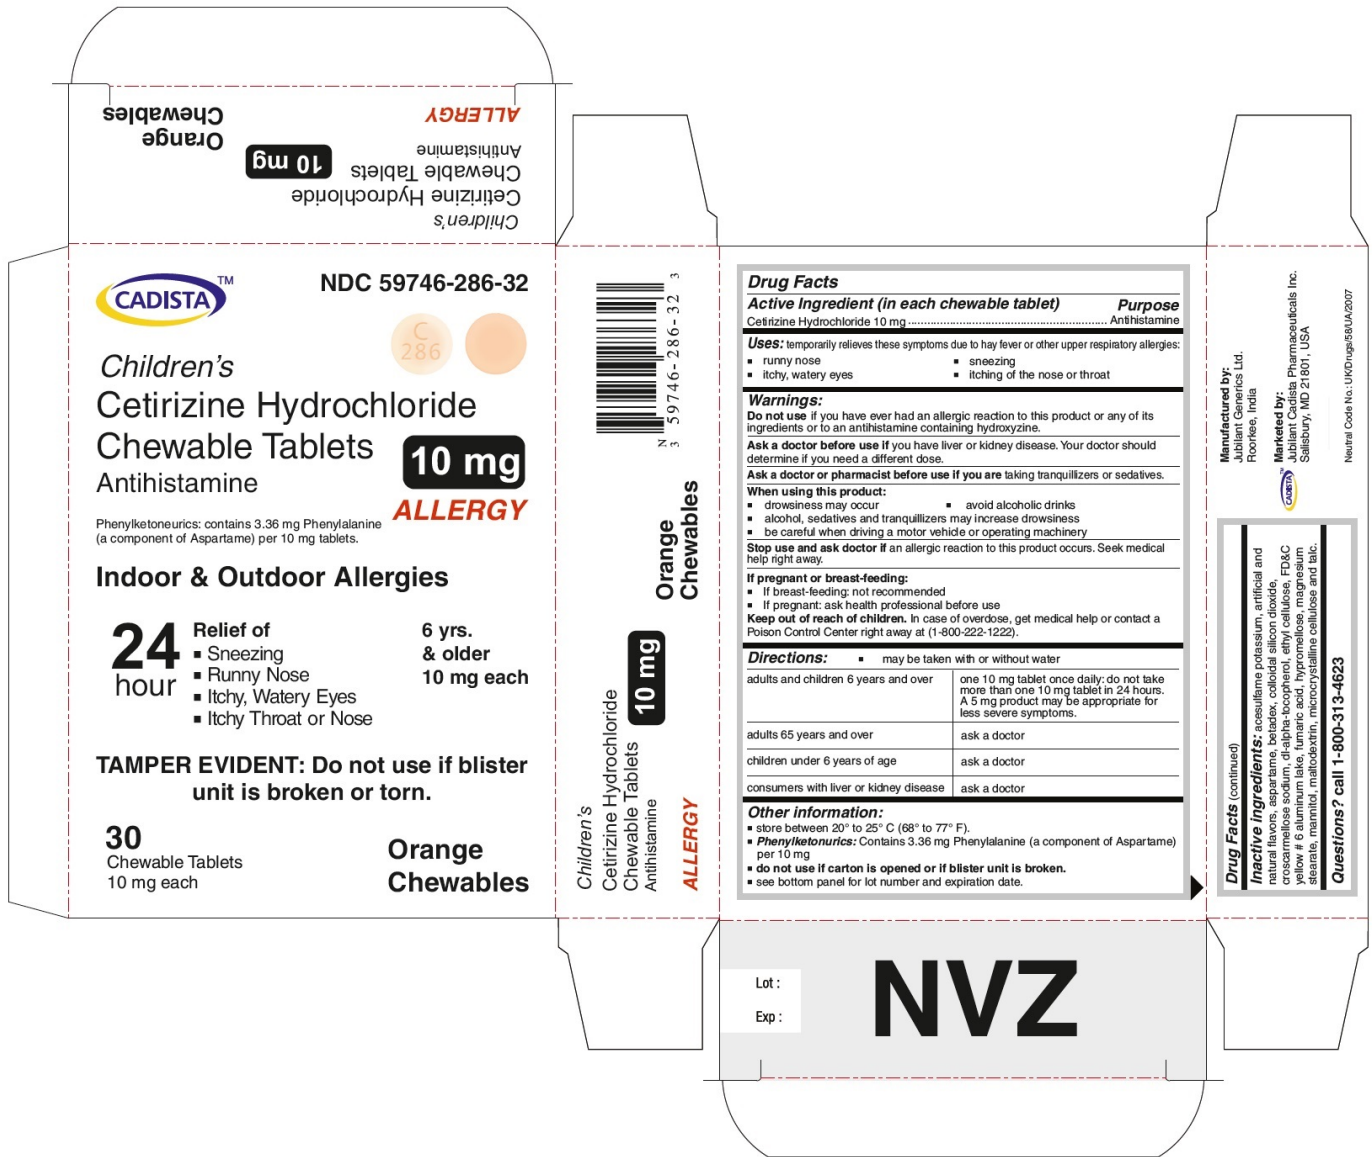 Children's
Cetirizine Hydrochloride
Chewable Tablets
10 mg
Antihistamine
ALLERGY
Orange
Chewables
CADISTA™
NDC 59746-286-32
C
286
Children's
Cetirizine Hydrochloride
Chewable Tablets
10 mg
Antihistamine
ALLERGY
Phenylketoneurics: contains 3.36 mg Phenylalanine
(a component of Aspartame) per 10 mg tablets.
Indoor & Outdoor Allergies
24
hour
Relief of
▪ Sneezing
▪ Runny Nose
▪ Itchy, Watery Eyes
▪ Itchy Throat or Nose
6 yrs.
& older
10 mg each
TAMPER EVIDENT: Do not use if blister
unit is broken or torn.
30
Chewable Tablets
10 mg each
Orange
Chewables
N
3 59746-286-32 3
Orange
Chewables
Children's
Cetirizine Hydrochloride
Chewable Tablets
10 mg
Antihistamine
ALLERGY
Drug Facts
Active Ingredient (in each chewable tablet) Purpose
Cetirizine Hydrochloride 10 mg ............................................................ Antihistamine
Uses: temporarily relieves these symptoms due to hay fever or other upper respiratory allergies:
▪ runny nose ▪ sneezing
▪ itchy, watery eyes ▪ itching of the nose or throat
Warnings:
Do not use if you have ever had an allergic reaction to this product or any of its
ingredients or to an antihistamine containing hydroxyzine.
Ask a doctor before use if you have liver or kidney disease. Your doctor should
determine if you need a different dose.
Ask a doctor or pharmacist before use if you are taking tranquillizers or sedatives.
When using this product:
▪ drowsiness may occur ▪ avoid alcoholic drinks
▪ alcohol, sedatives and tranquillizers may increase drowsiness
▪ be careful when driving a motor vehicle or operating machinery
Stop use and ask doctor if an allergic reaction to this product occurs. Seek medical
help right away.
If pregnant or breast-feeding:
▪ If breast-feeding: not recommended
▪ If pregnant: ask health professional before use
Keep out of reach of children. In case of overdose, get medical help or contact a
Poison Control Center right away at (1-800-222-1222).
Directions: ▪ may be taken with or without water
adults and children 6 years and over one 10 mg tablet once daily: do not take
more than one 10 mg tablet in 24 hours.
A 5 mg product may be appropriate for
less severe symptoms.
adults 65 years and over ask a doctor
children under 6 years of age ask a doctor
consumers with liver or kidney disease ask a doctor
Other information:
▪ store between 20° to 25° C (68° to 77° F).
▪ Phenylketonurics: Contains 3.36 mg Phenylalanine (a component of Aspartame)
per 10 mg
▪ do not use if carton is opened or if blister unit is broken.
▪ see bottom panel for lot number and expiration date.
Lot :
Exp :
NVZ
Manufactured by:
Jubilant Generics Ltd.
Roorkee, India
Marketed by:
CADISTA™
Jubilant Cadista Pharmaceuticals Inc.
Salisbury, MD 21801, USA
Neutral Code No.: UK/Drugs/58/UA/2007
Drug Facts (continued)
Inactive ingredients: acesulfame potassium, artificial and
natural flavors, aspartame, betadex, colloidal silicon dioxide,
croscarmellose sodium, dl-alpha-tocopherol, ethyl cellulose, FD&C
yellow # 6 aluminum lake, fumaric acid, hypromellose, magnesium
stearate, mannitol, maltodextrin, microcrystalline cellulose and talc.
Questions? call 1-800-313-4623